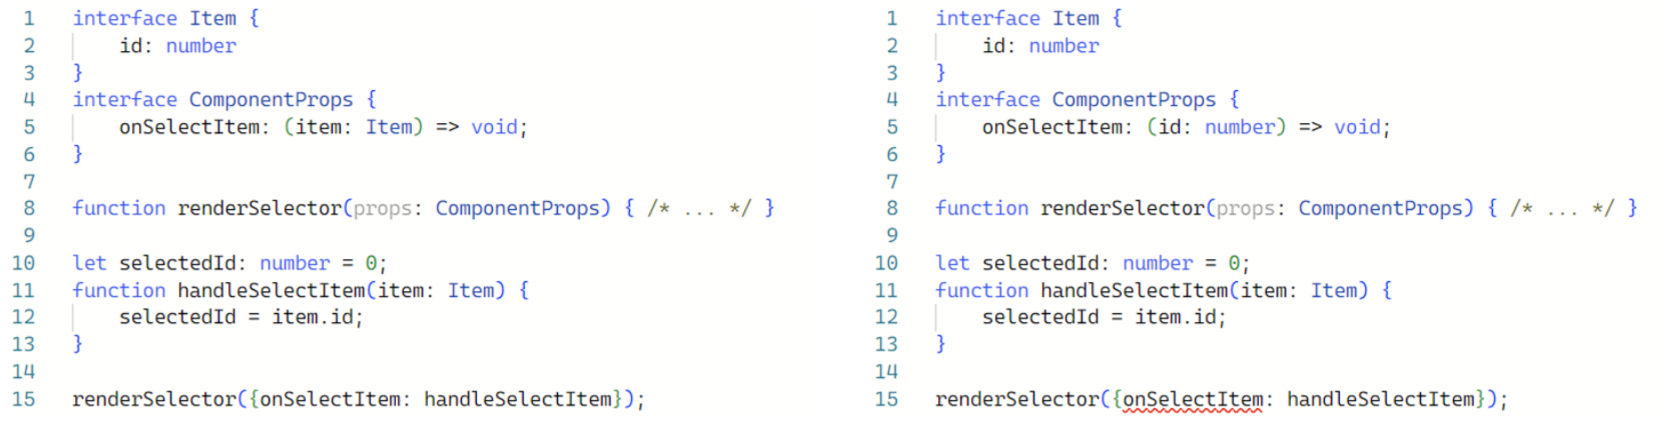 1 interface Item {
2 id: number
3 }
4 interface ComponentProps {
5 onSelectItem: (item: Item) => void;
6 }
7
8 function renderSelector(props: ComponentProps) { /* ... */ }
9
10 let selectedId: number = 0;
11 function handleSelectItem(item: Item) {
12 selectedId = item.id;
13 }
14
15 renderSelector({onSelectItem: handleSelectItem});
1 interface Item {
2 id: number
3 }
4 interface ComponentProps {
5 onSelectItem: (id: number) => void;
6 }
7
8 function renderSelector(props: ComponentProps) { /* ... */ }
9
10 let selectedId: number = 0;
11 function handleSelectItem(item: Item) {
12 selectedId = item.id;
13 }
14
15 renderSelector({onSelectItem: handleSelectItem});